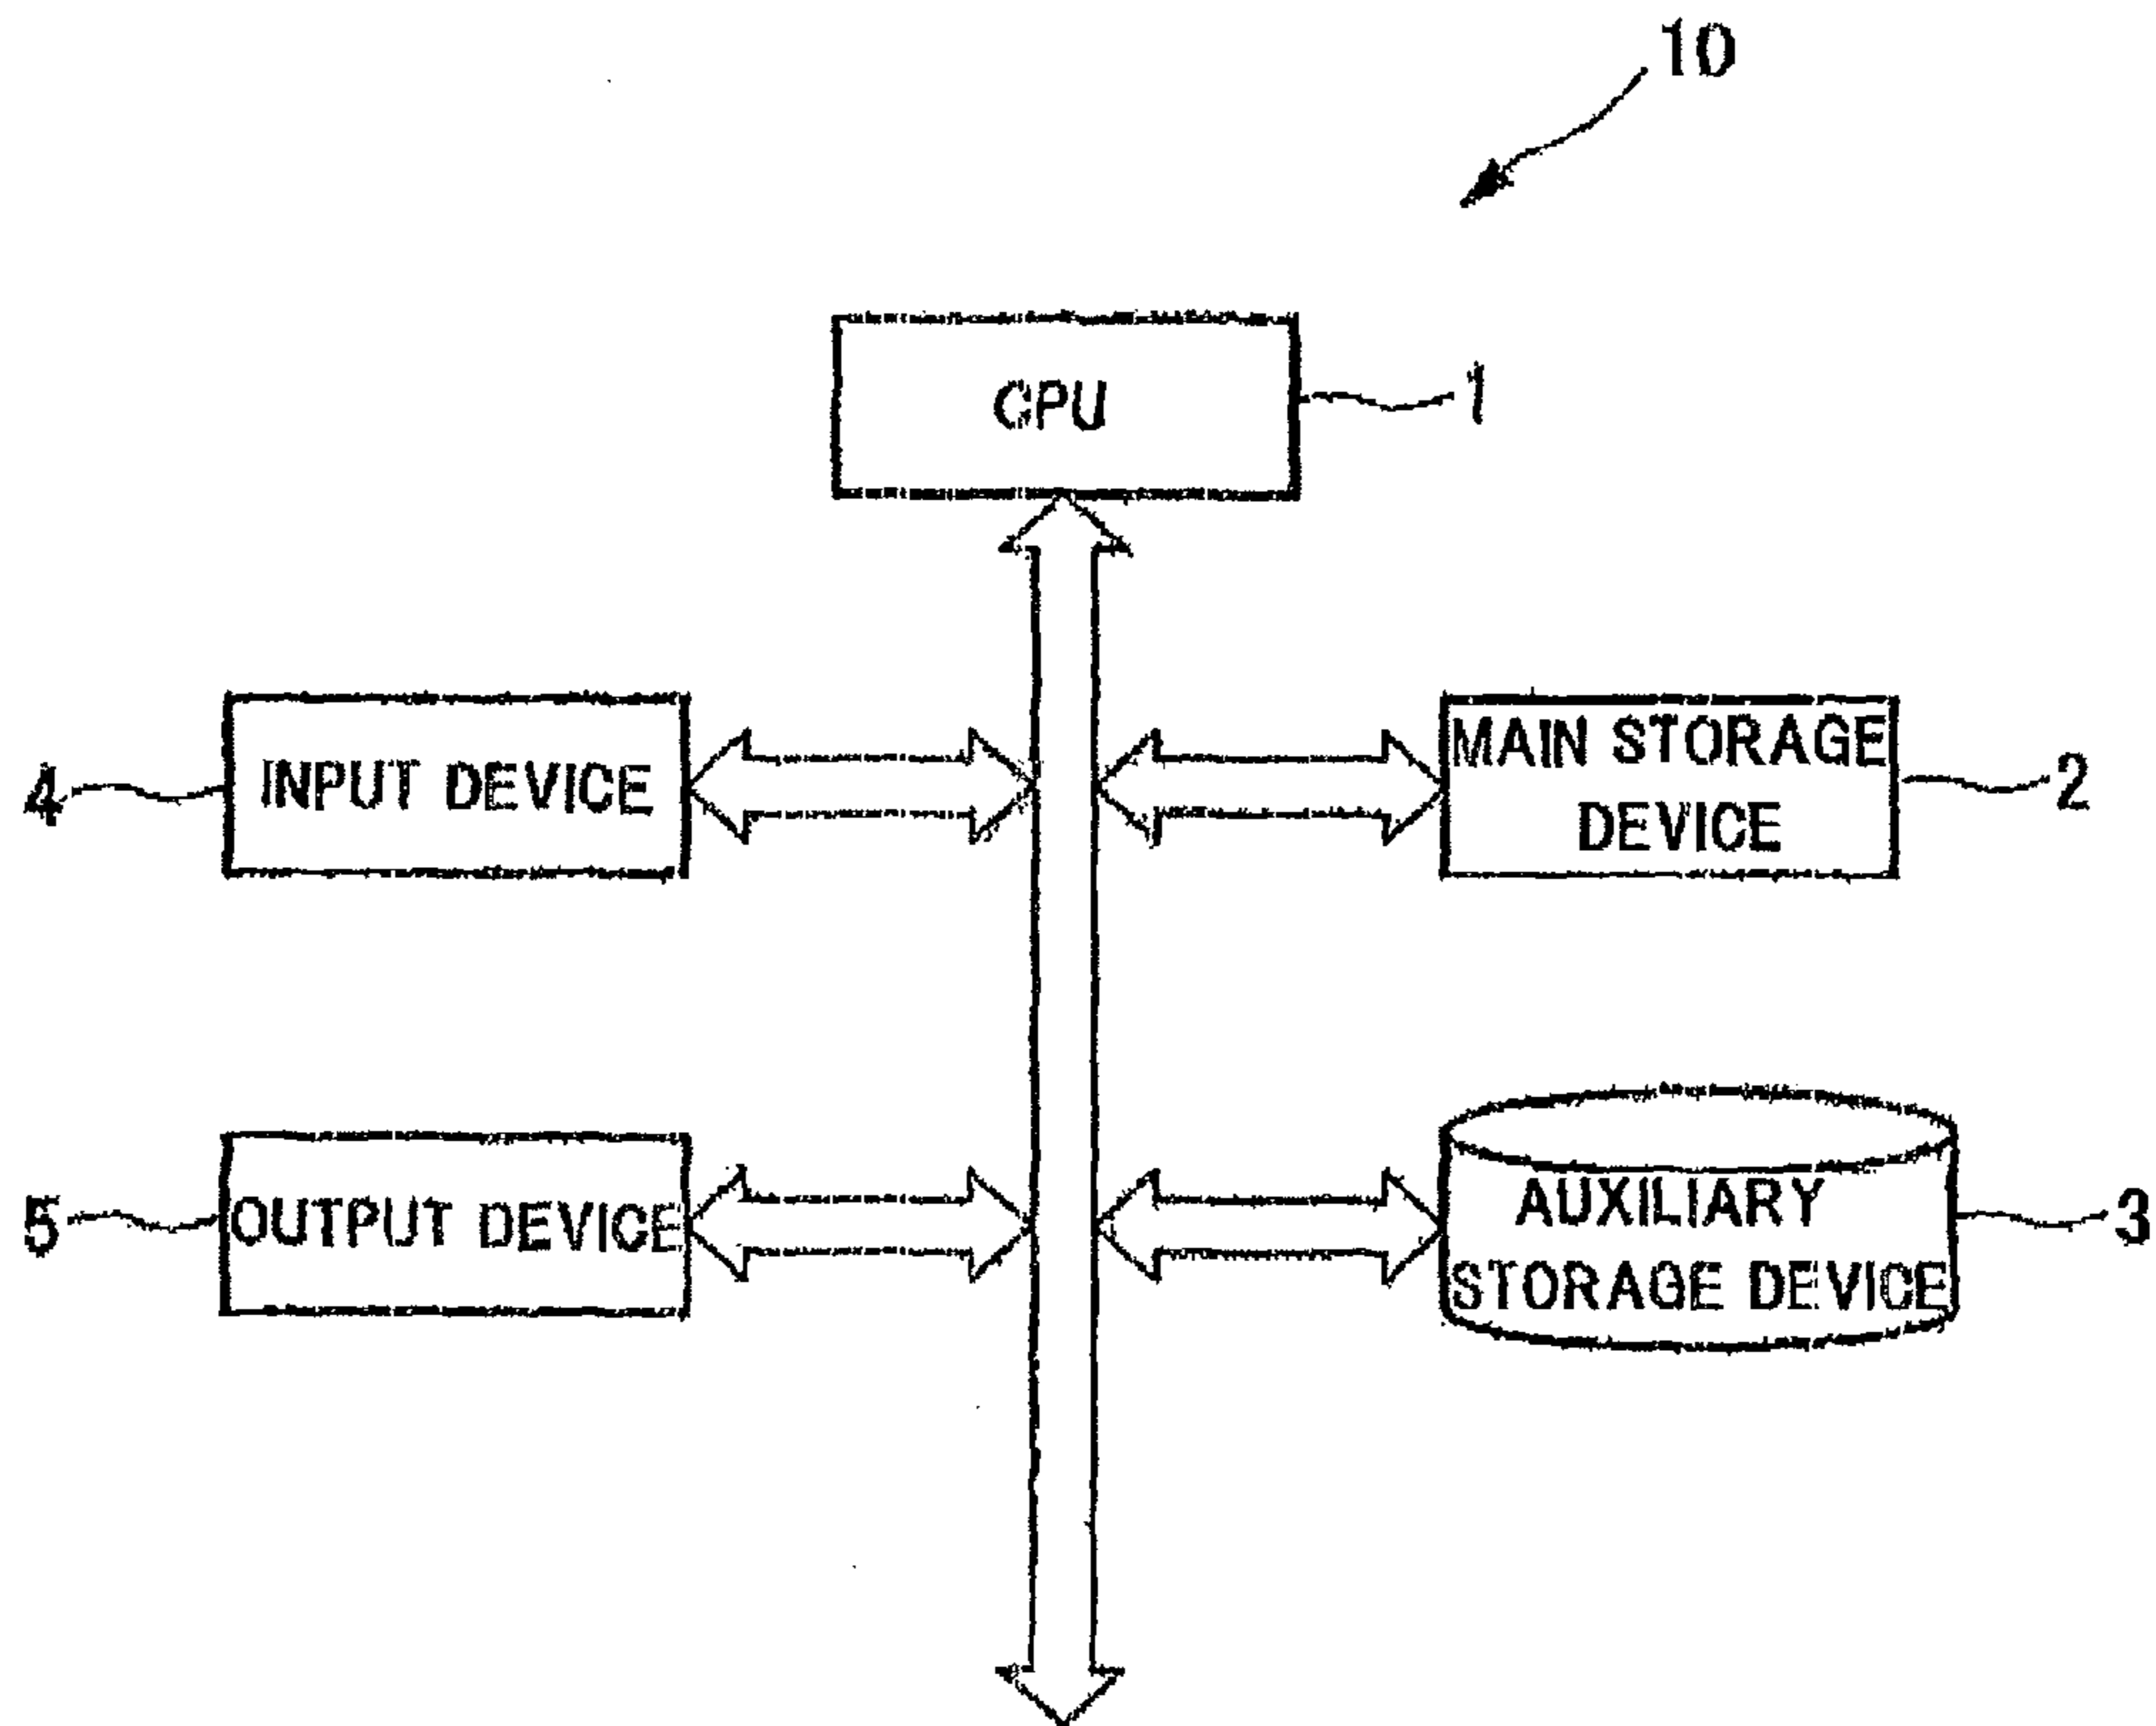 10
CPU
1
INPUT DEVICE
4
MAIN STORAGE
DEVICE
2
OUTPUT DEVICE
5
AUXILIARY
STORAGE DEVICE
3